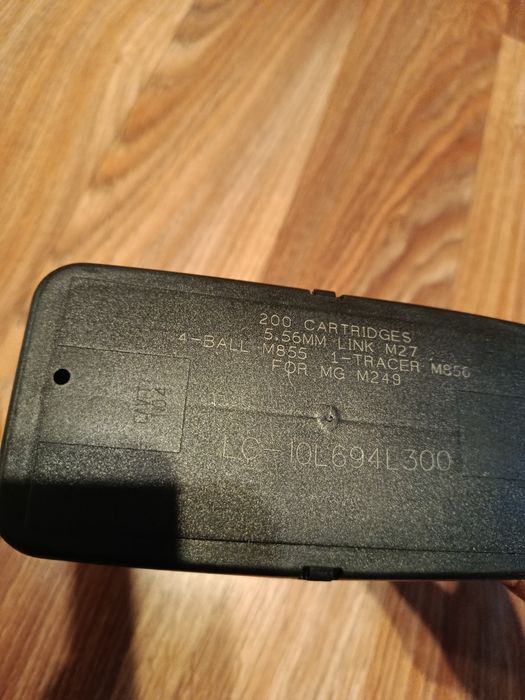 200 CARTRIDGES
5.56MM LINK M27
4-BALL M855 1-TRACER M856
FOR MG M249
LC-10L694L300